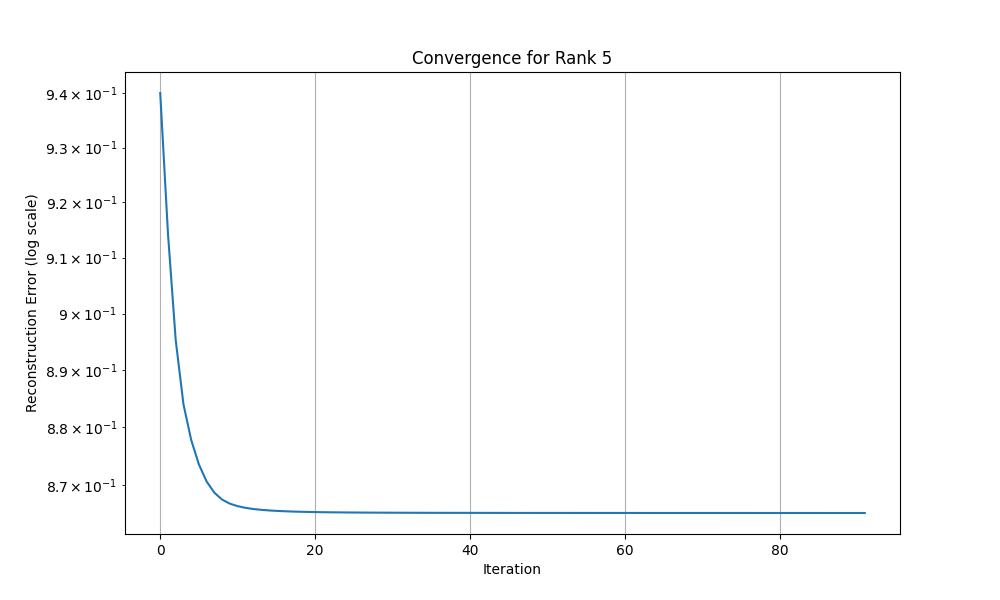 Convergence for Rank 5
Reconstruction Error (log scale)
9.4 × 10⁻¹
9.3 × 10⁻¹
9.2 × 10⁻¹
9.1 × 10⁻¹
9 × 10⁻¹
8.9 × 10⁻¹
8.8 × 10⁻¹
8.7 × 10⁻¹
0 20 40 60 80
Iteration